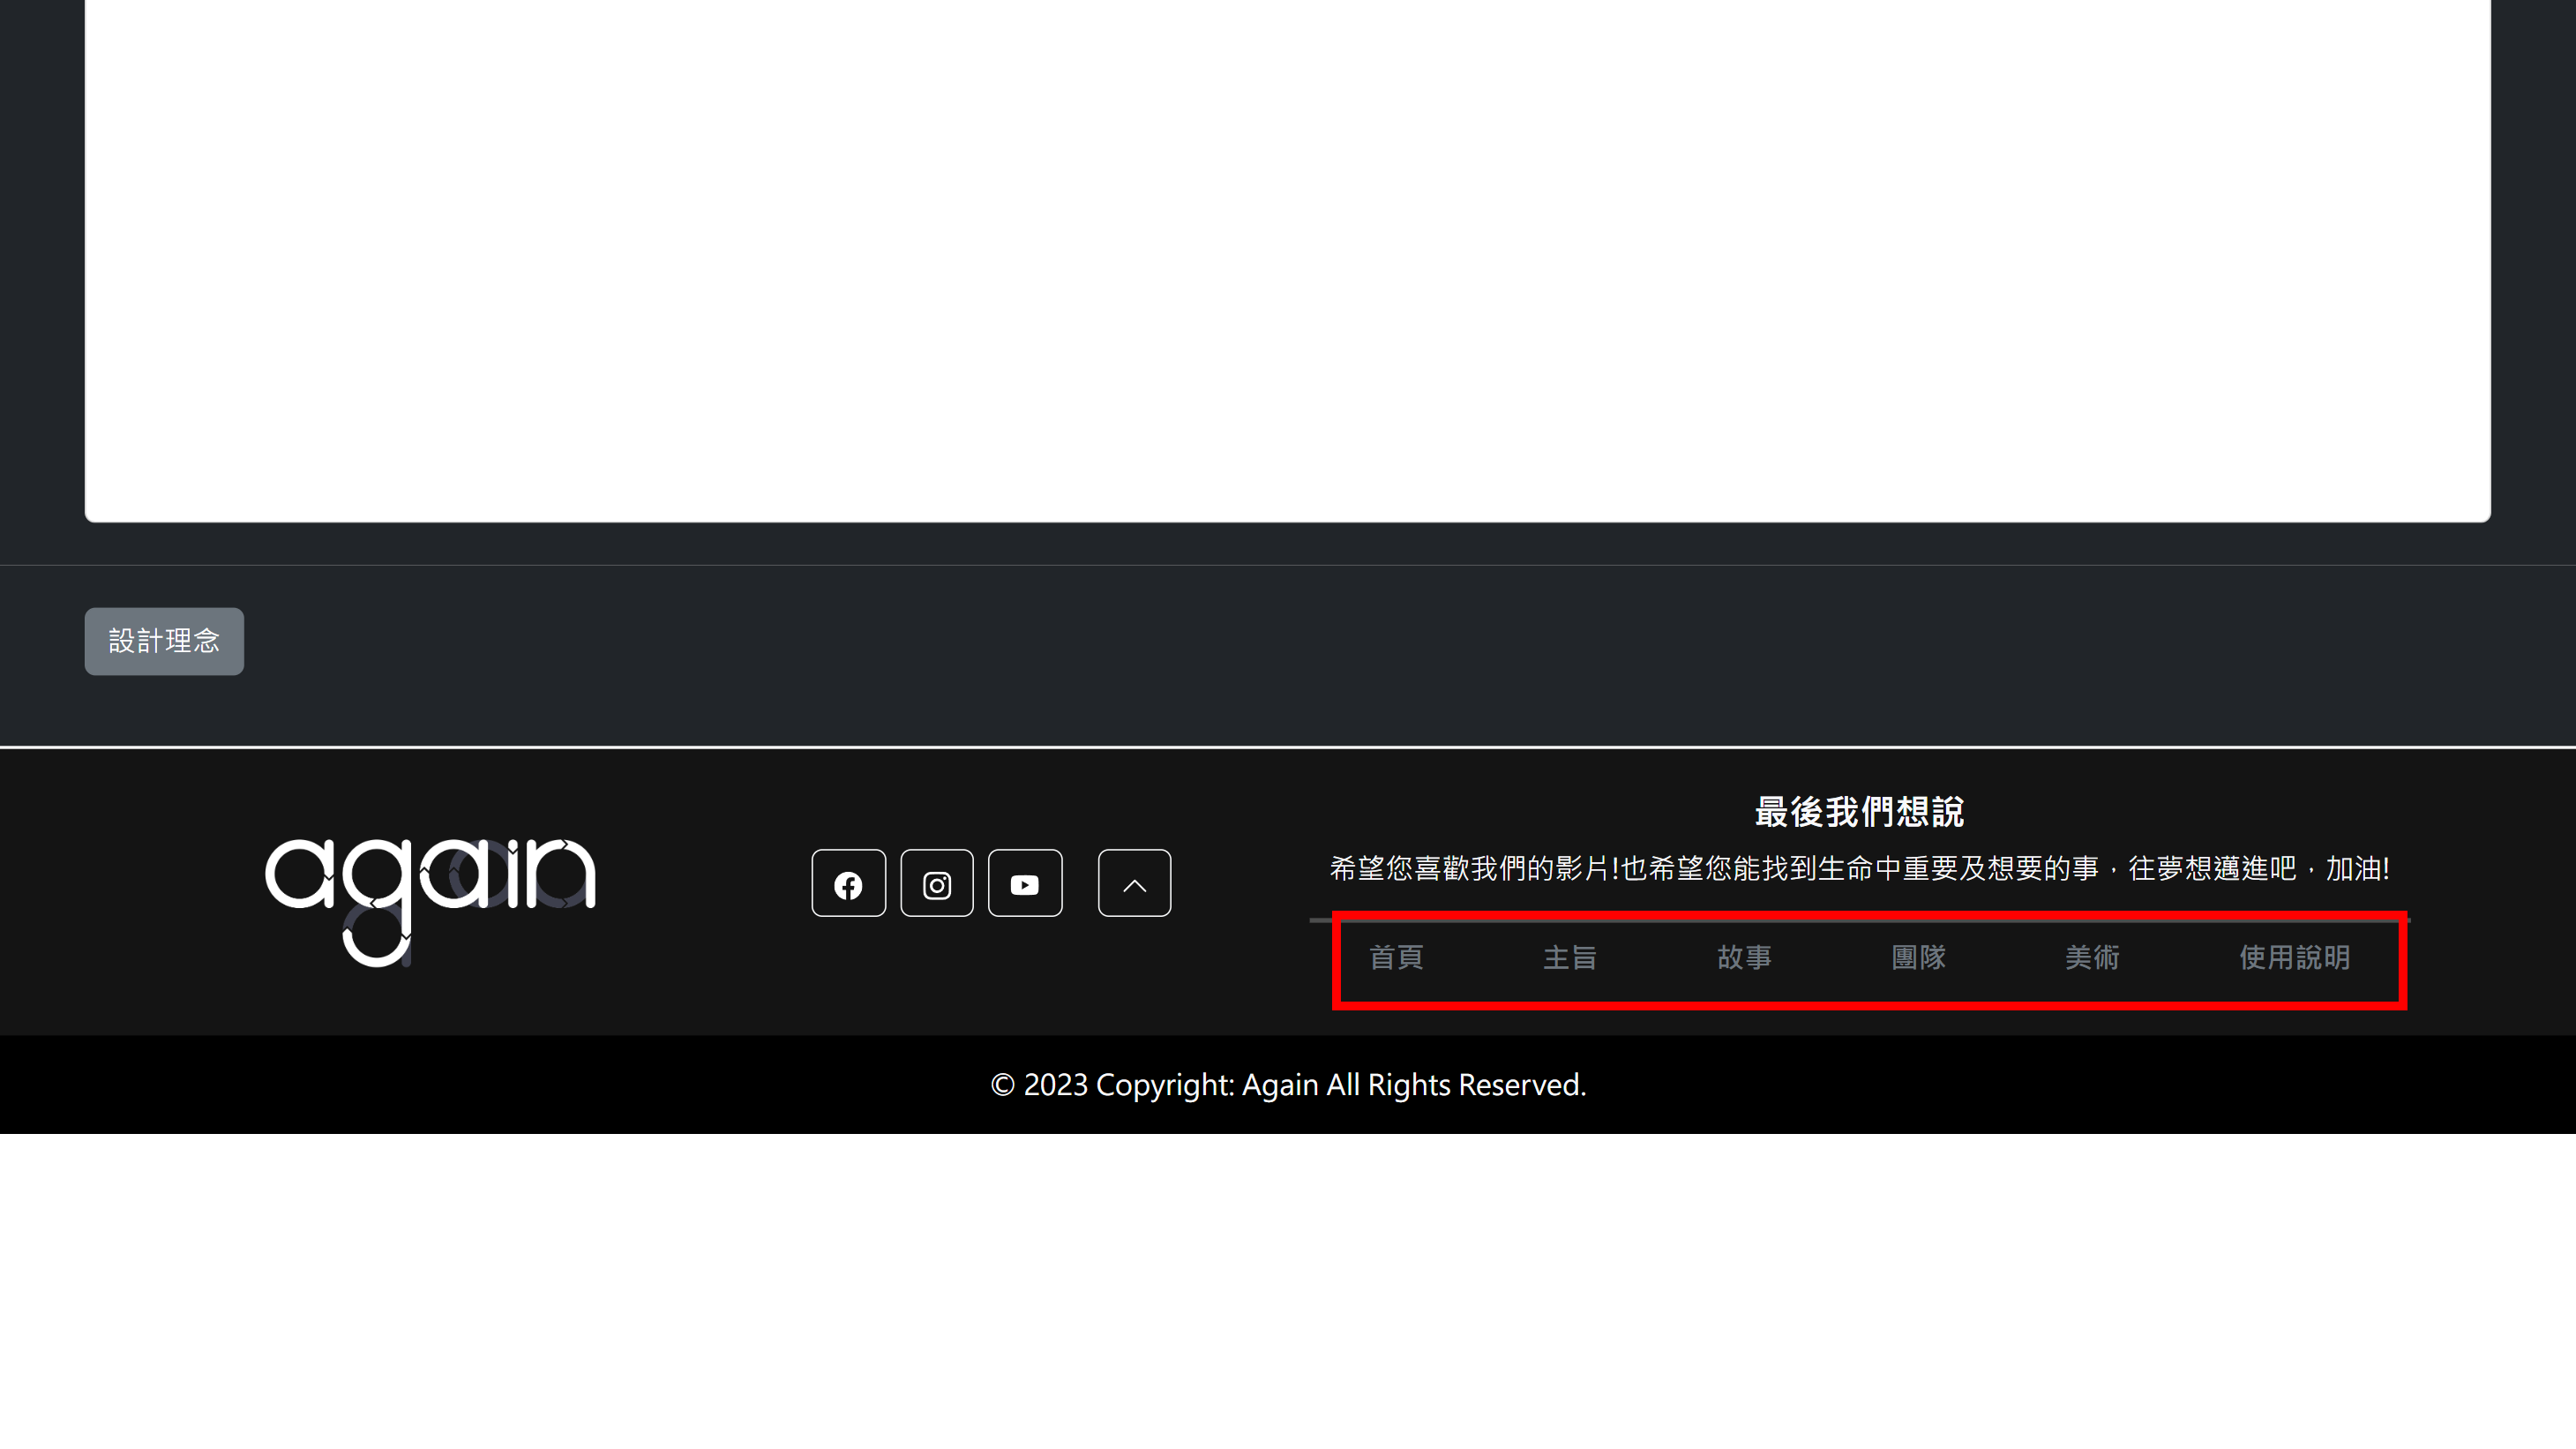 設計理念
again
最後我們想說
希望您喜歡我們的影片!也希望您能找到生命中重要及想要的事，往夢想邁進吧，加油!
首頁 主旨 故事 團隊 美術 使用說明
© 2023 Copyright: Again All Rights Reserved.